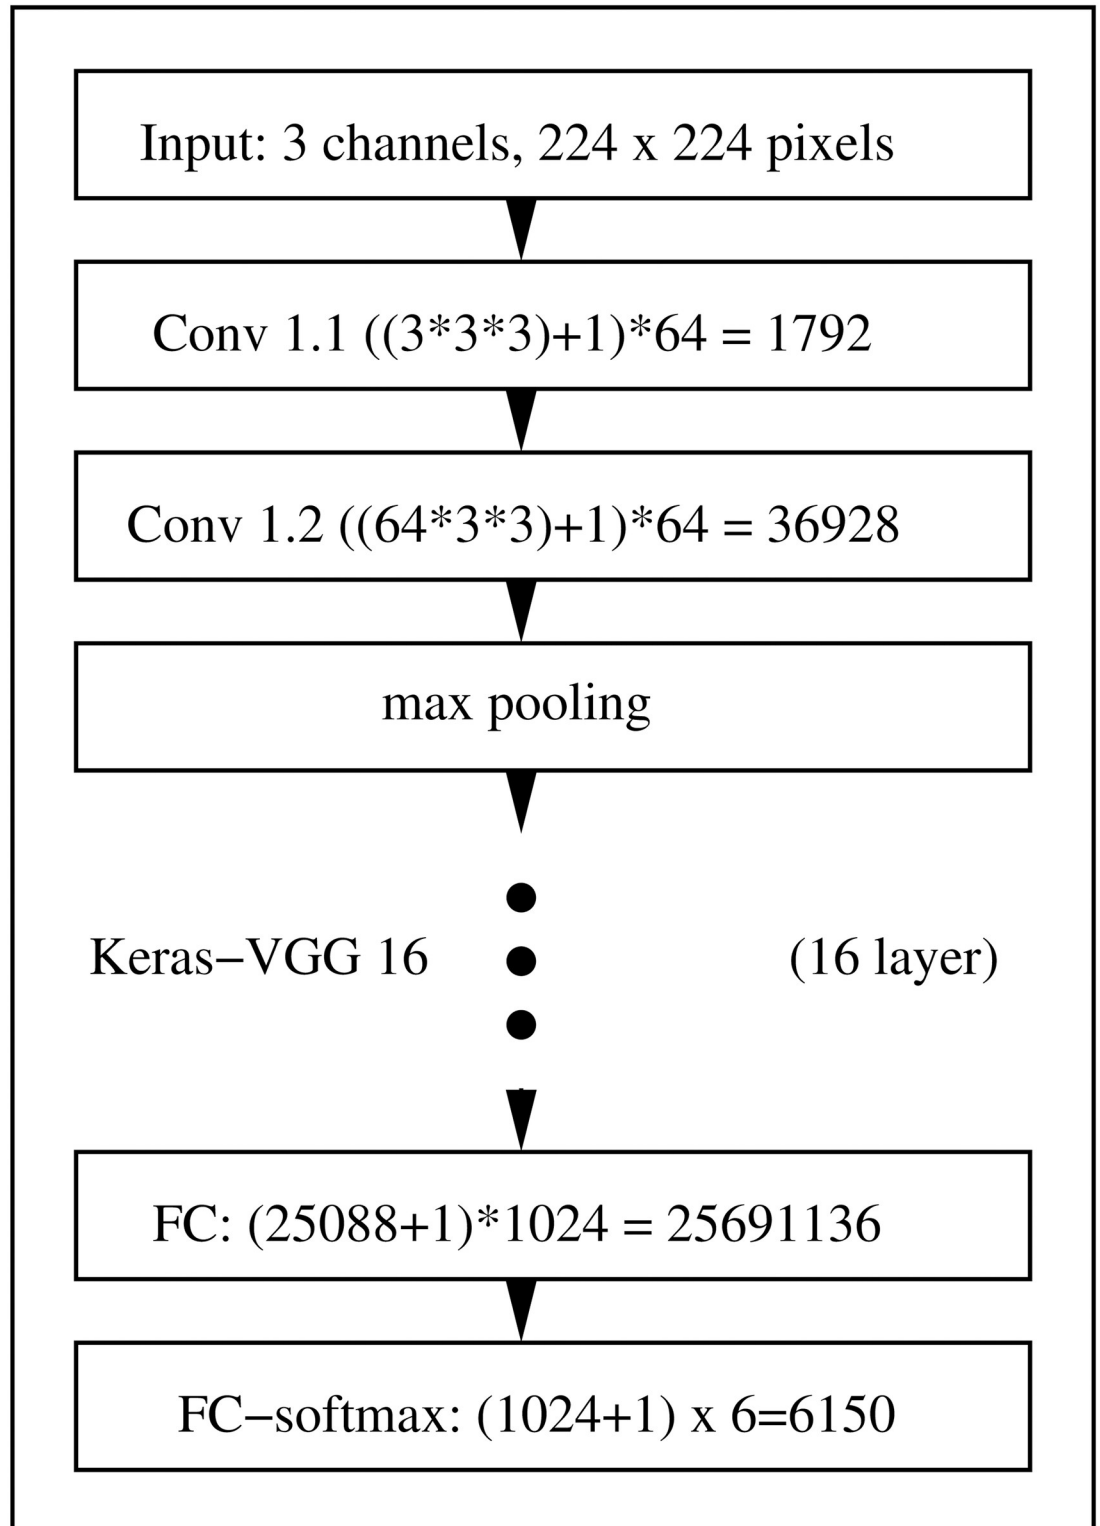 Input: 3 channels, 224 x 224 pixels
Conv 1.1 ((3*3*3)+1)*64 = 1792
Conv 1.2 ((64*3*3)+1)*64 = 36928
max pooling
Keras−VGG 16 (16 layer)
FC: (25088+1)*1024 = 25691136
FC−softmax: (1024+1) x 6=6150